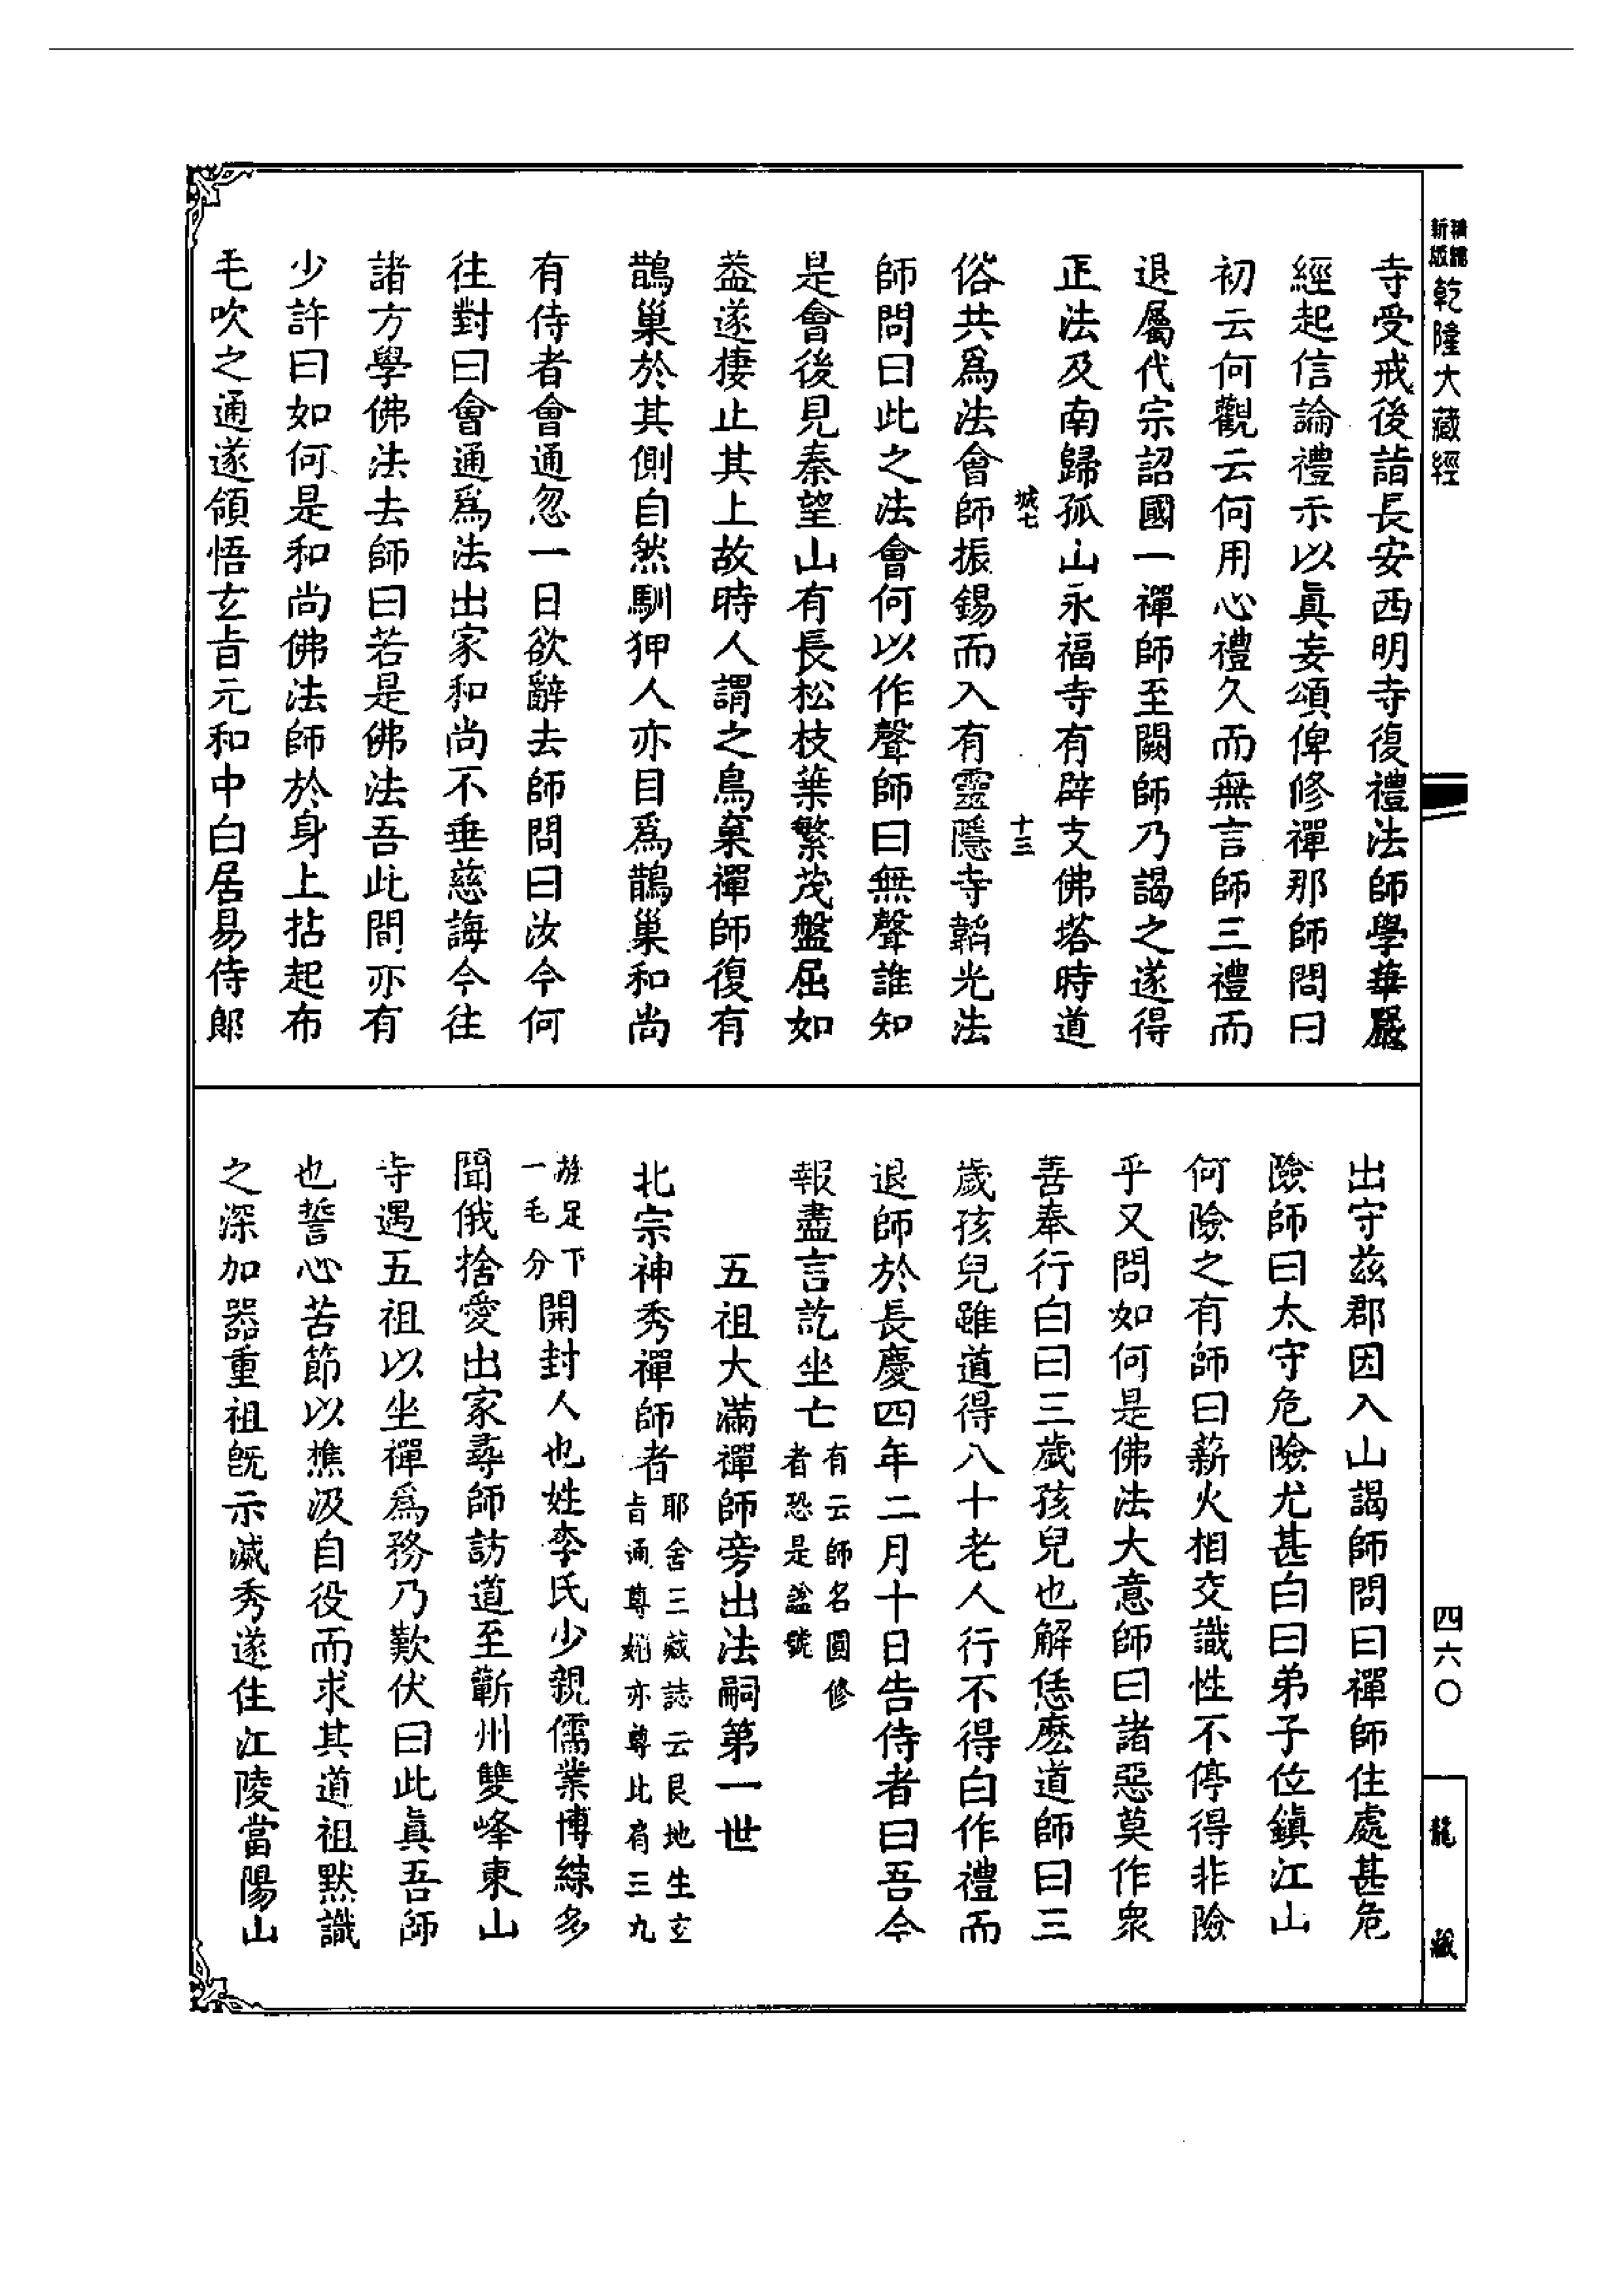 新版
乾隆大藏經
寺受戒後詣長安西明寺復禮法師學華嚴
經起信論禮示以眞妄頌俾修禪那師問曰
初云何觀云何用心禮久而無言師三禮而
退屬代宗詔國一禪師至闕師乃謁之遂得
正法及南歸孤山永福寺有辟支佛塔時道
城七 十三
俗共爲法會師振錫而入有靈隱寺韜光法
師問曰此之法會何以作聲師曰無聲誰知
是會後見秦望山有長松枝葉繁茂盤屈如
葢遂棲止其上故時人謂之鳥窠禪師復有
鵲巢於其側自然馴狎人亦目爲鵲巢和尚
有侍者會通忽一日欲辭去師問曰汝今何
往對曰會通爲法出家和尚不垂慈誨今往
諸方學佛法去師曰若是佛法吾此間亦有
少許曰如何是和尚佛法師於身上拈起布
毛吹之通遂領悟玄旨元和中白居易侍郎
出守茲郡因入山謁師問曰禪師住處甚危
險師曰太守危險尤甚白曰弟子位鎮江山
何險之有師曰薪火相交識性不停得非險
乎又問如何是佛法大意師曰諸惡莫作衆
善奉行白曰三歲孩兒也解恁麽道師曰三
歲孩兒雖道得八十老人行不得白作禮而
退師於長慶四年二月十日告侍者曰吾今
報盡言訖坐亡有云師名圓修者恐是諡號
五祖大滿禪師旁出法嗣第一世
北宗神秀禪師者耶舍三藏誌云艮地生玄旨通尊媚亦尊比肩三九
族足下一毛分開封人也姓李氏少親儒業博綜多
聞俄捨愛出家尋師訪道至蘄州雙峰東山
寺遇五祖以坐禪爲務乃歎伏曰此眞吾師
也誓心苦節以樵汲自役而求其道祖默識
之深加器重祖旣示滅秀遂住江陵當陽山
四六〇
龍藏